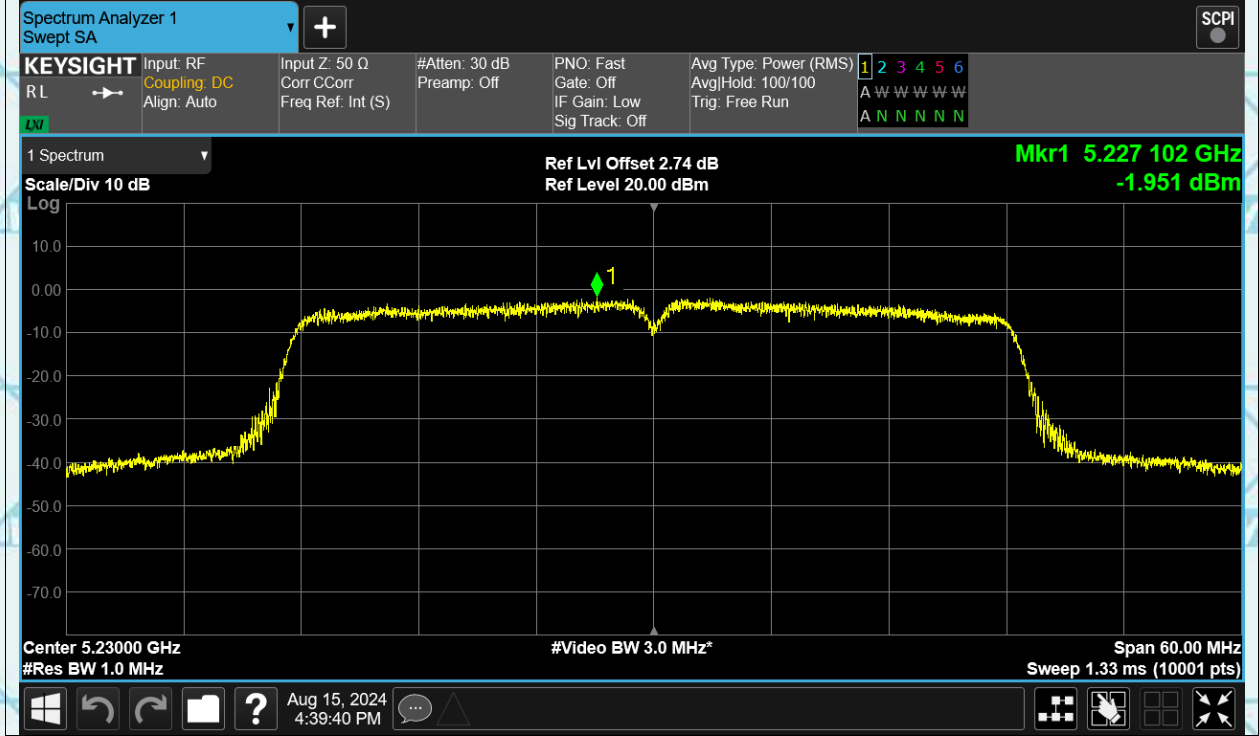 Spectrum Analyzer 1
Swept SA
SCPI
KEYSIGHT
R L
LXI
Input: RF
Coupling: DC
Align: Auto
Input Z: 50 Ω
Corr CCorr
Freq Ref: Int (S)
#Atten: 30 dB
Preamp: Off
PNO: Fast
Gate: Off
IF Gain: Low
Sig Track: Off
Avg Type: Power (RMS)
Avg|Hold: 100/100
Trig: Free Run
1 2 3 4 5 6
A W W W W W
A N N N N N
1 Spectrum
Scale/Div 10 dB
Ref Lvl Offset 2.74 dB
Ref Level 20.00 dBm
Mkr1 5.227 102 GHz
-1.951 dBm
Log
10.0
0.00
-10.0
-20.0
-30.0
-40.0
-50.0
-60.0
-70.0
1
Center 5.23000 GHz
#Res BW 1.0 MHz
#Video BW 3.0 MHz*
Span 60.00 MHz
Sweep 1.33 ms (10001 pts)
?
Aug 15, 2024
4:39:40 PM